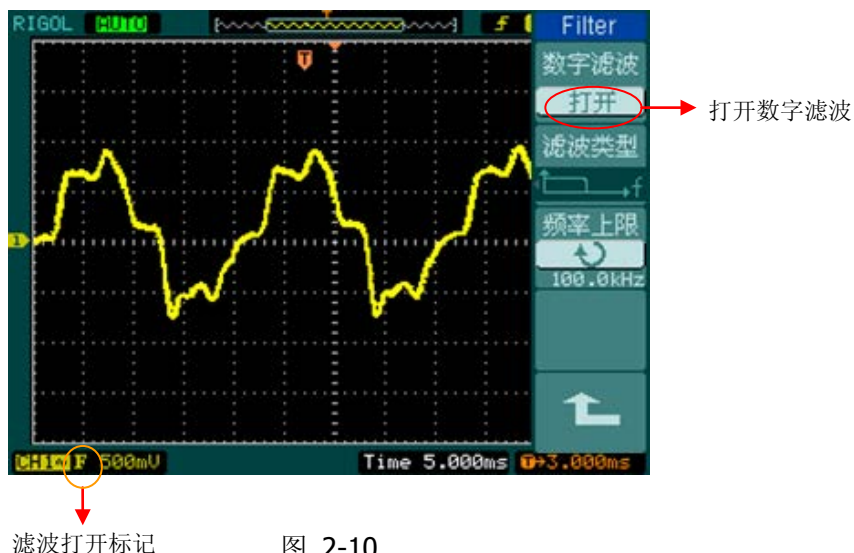 RIGOL AUTO
Filter
数字滤波
打开
打开数字滤波
滤波类型
f
频率上限
100.0kHz
T
1
CH1 F 500mV
Time 5.000ms T→3.000ms
滤波打开标记
图 2-10